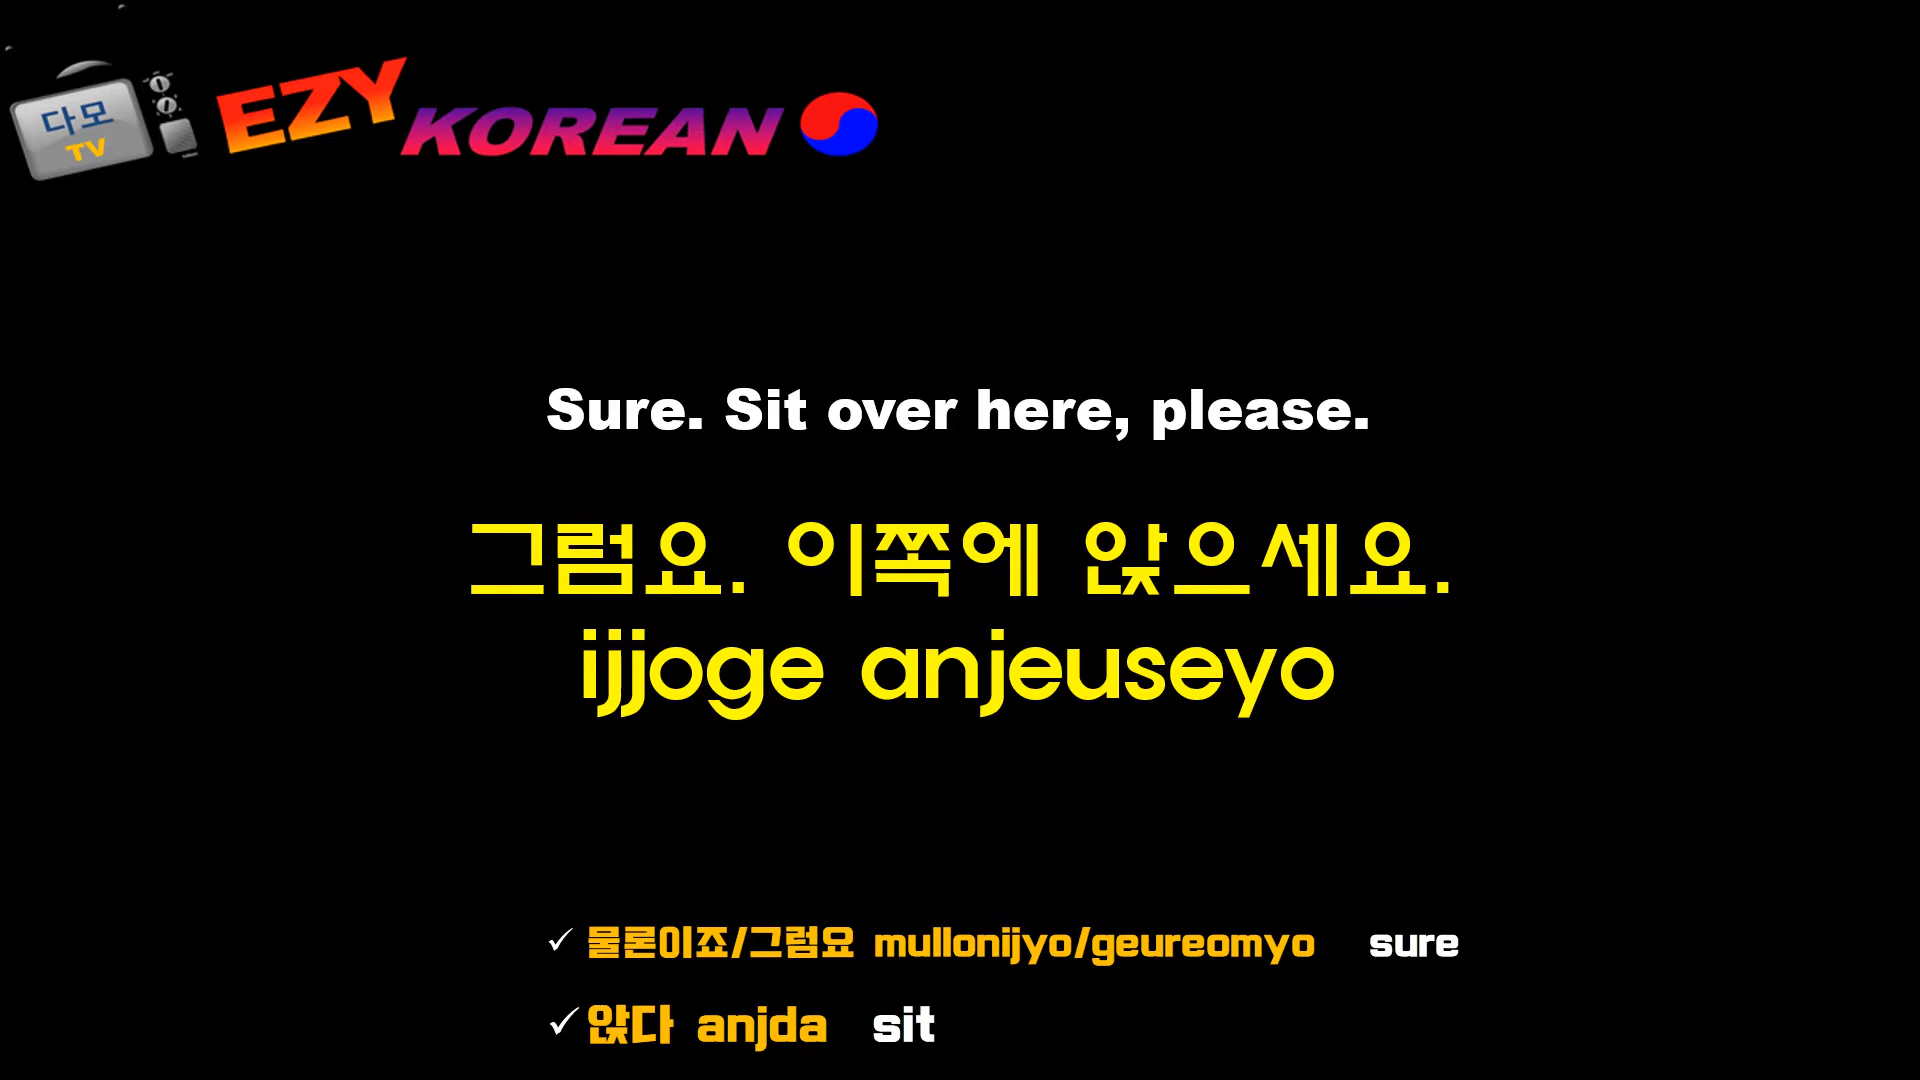 다모
TV
EZY KOREAN
Sure. Sit over here, please.
그럼요. 이쪽에 앉으세요.
ijjoge anjeuseyo
✓ 물론이죠/그럼요 mullonijyo/geureomyo sure
✓ 앉다 anjda sit